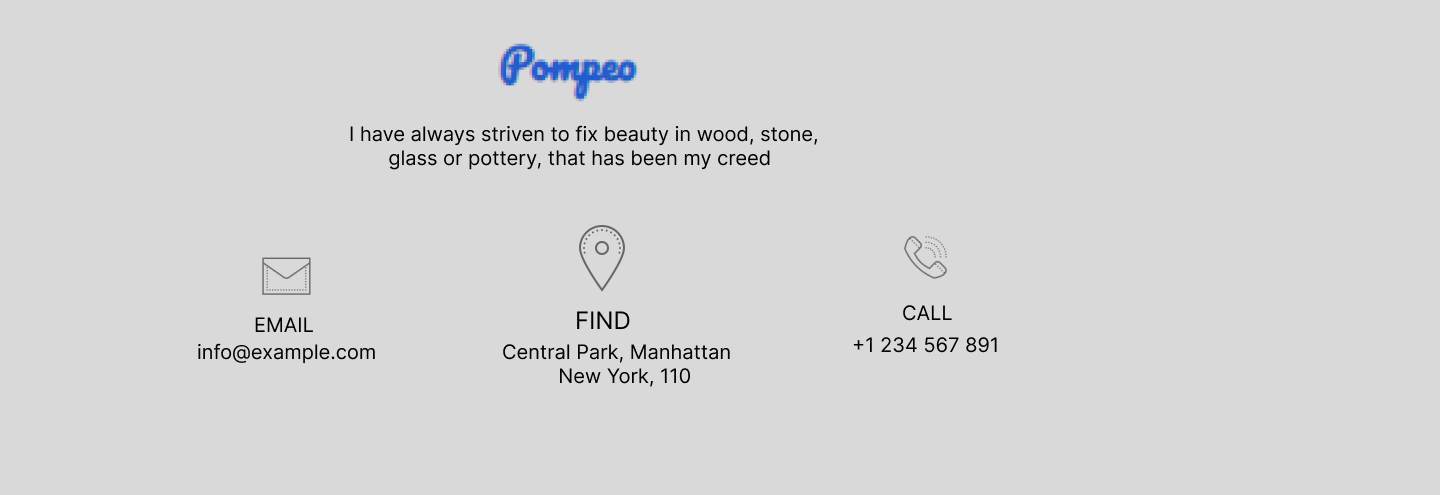 Pompeo
I have always striven to fix beauty in wood, stone,
glass or pottery, that has been my creed
EMAIL
info@example.com
FIND
Central Park, Manhattan
New York, 110
CALL
+1 234 567 891